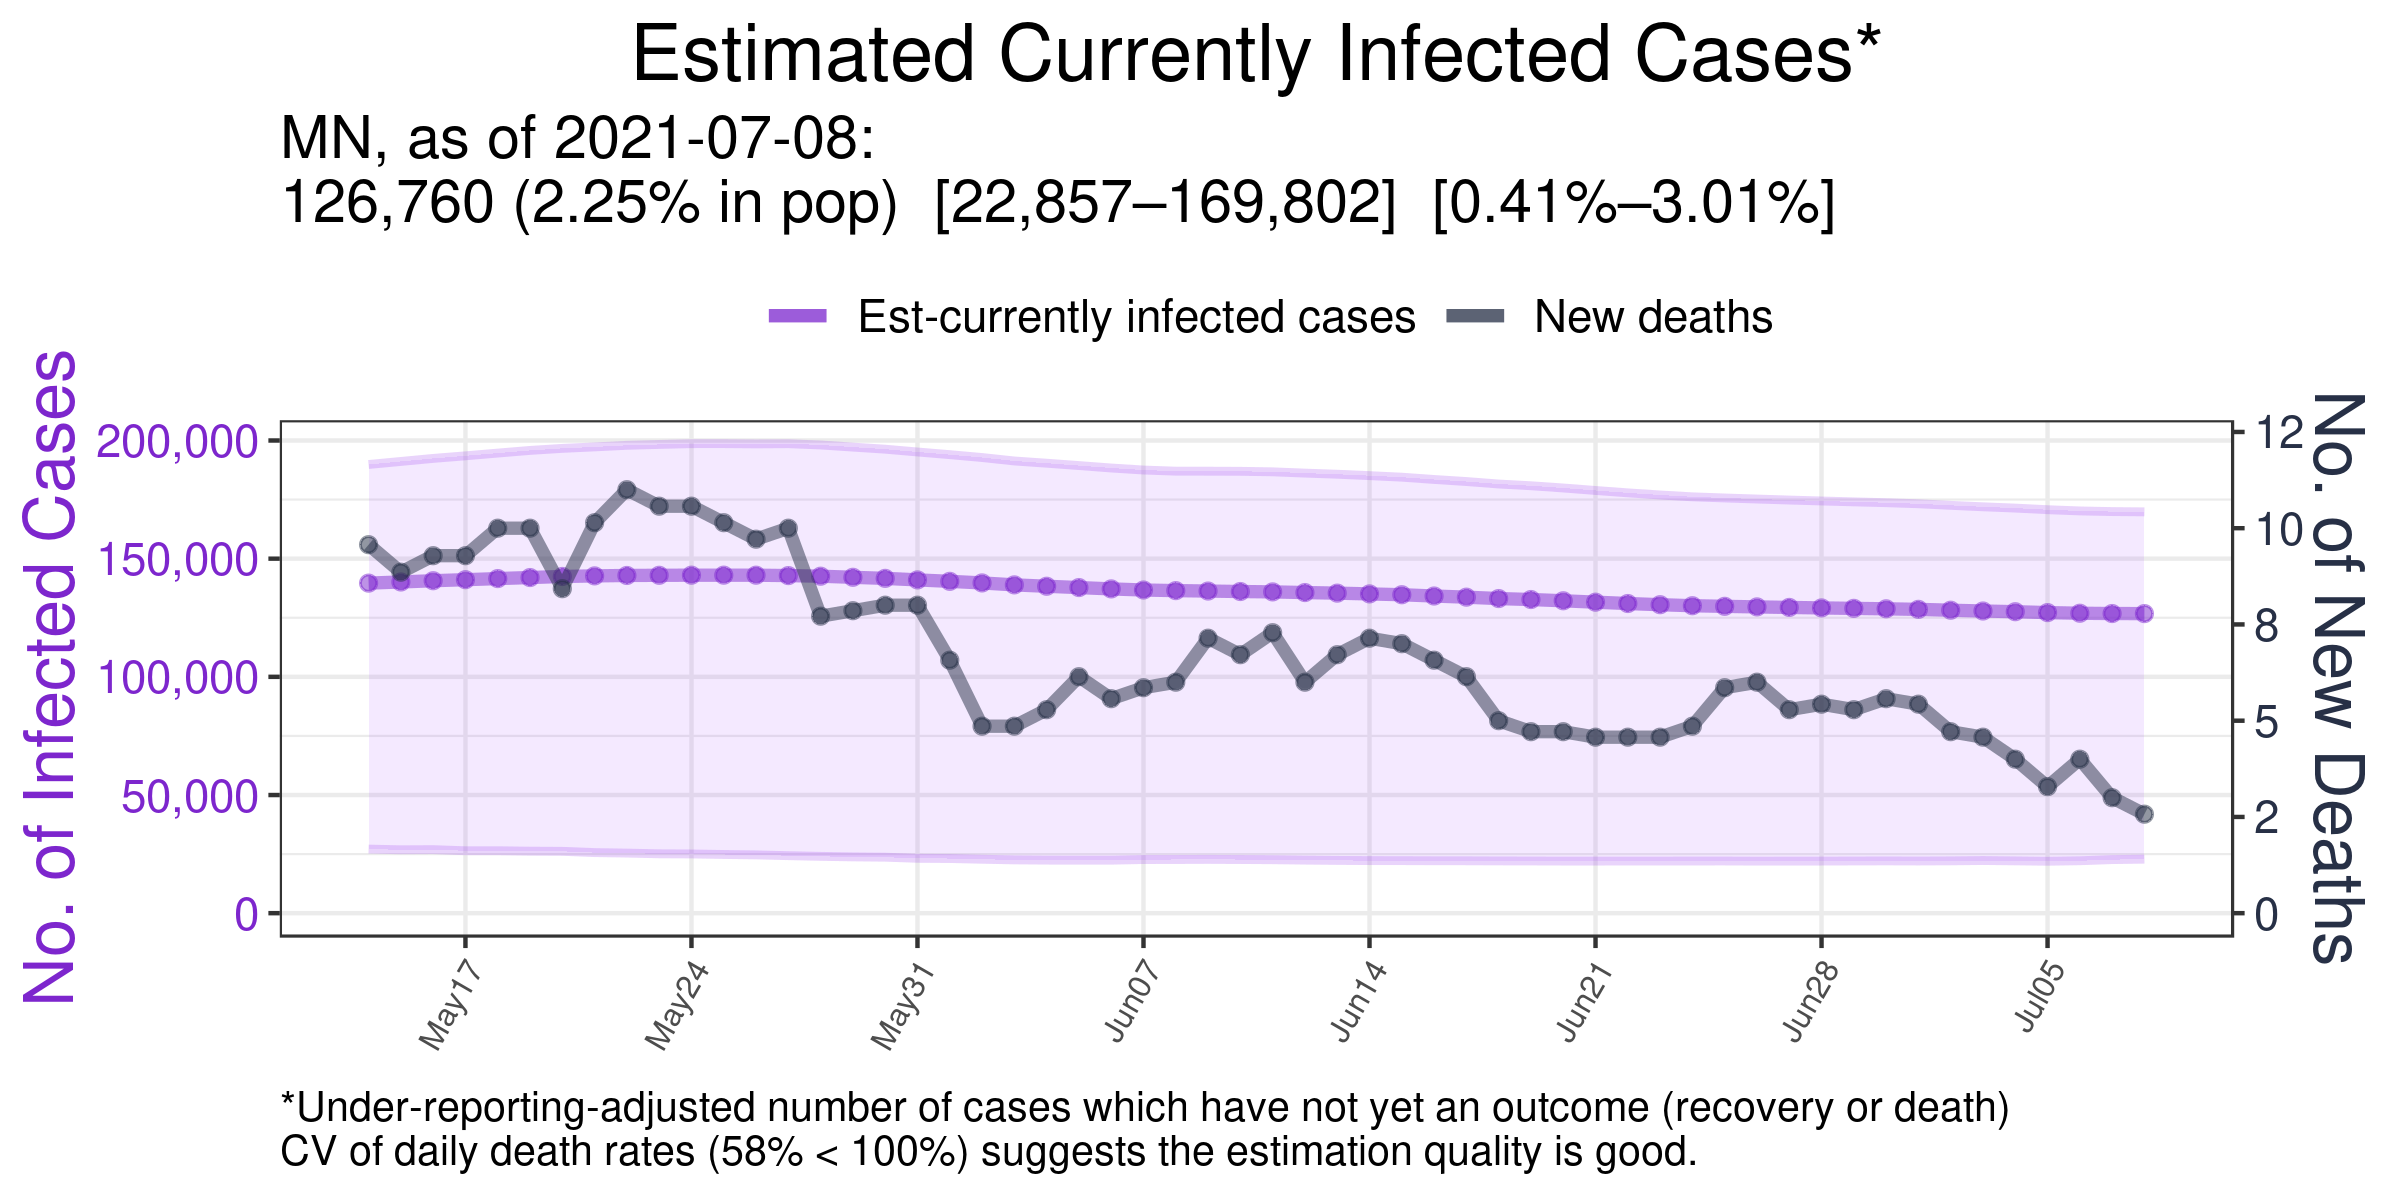 Estimated Currently Infected Cases*
MN, as of 2021-07-08:
126,760 (2.25% in pop) [22,857–169,802] [0.41%–3.01%]
Est-currently infected cases New deaths
No. of Infected Cases
200,000
150,000
100,000
50,000
0
12
10
8
5
2
0
No. of New Deaths
May17 May24 May31 Jun07 Jun14 Jun21 Jun28 Jul05
*Under-reporting-adjusted number of cases which have not yet an outcome (recovery or death)
CV of daily death rates (58% < 100%) suggests the estimation quality is good.